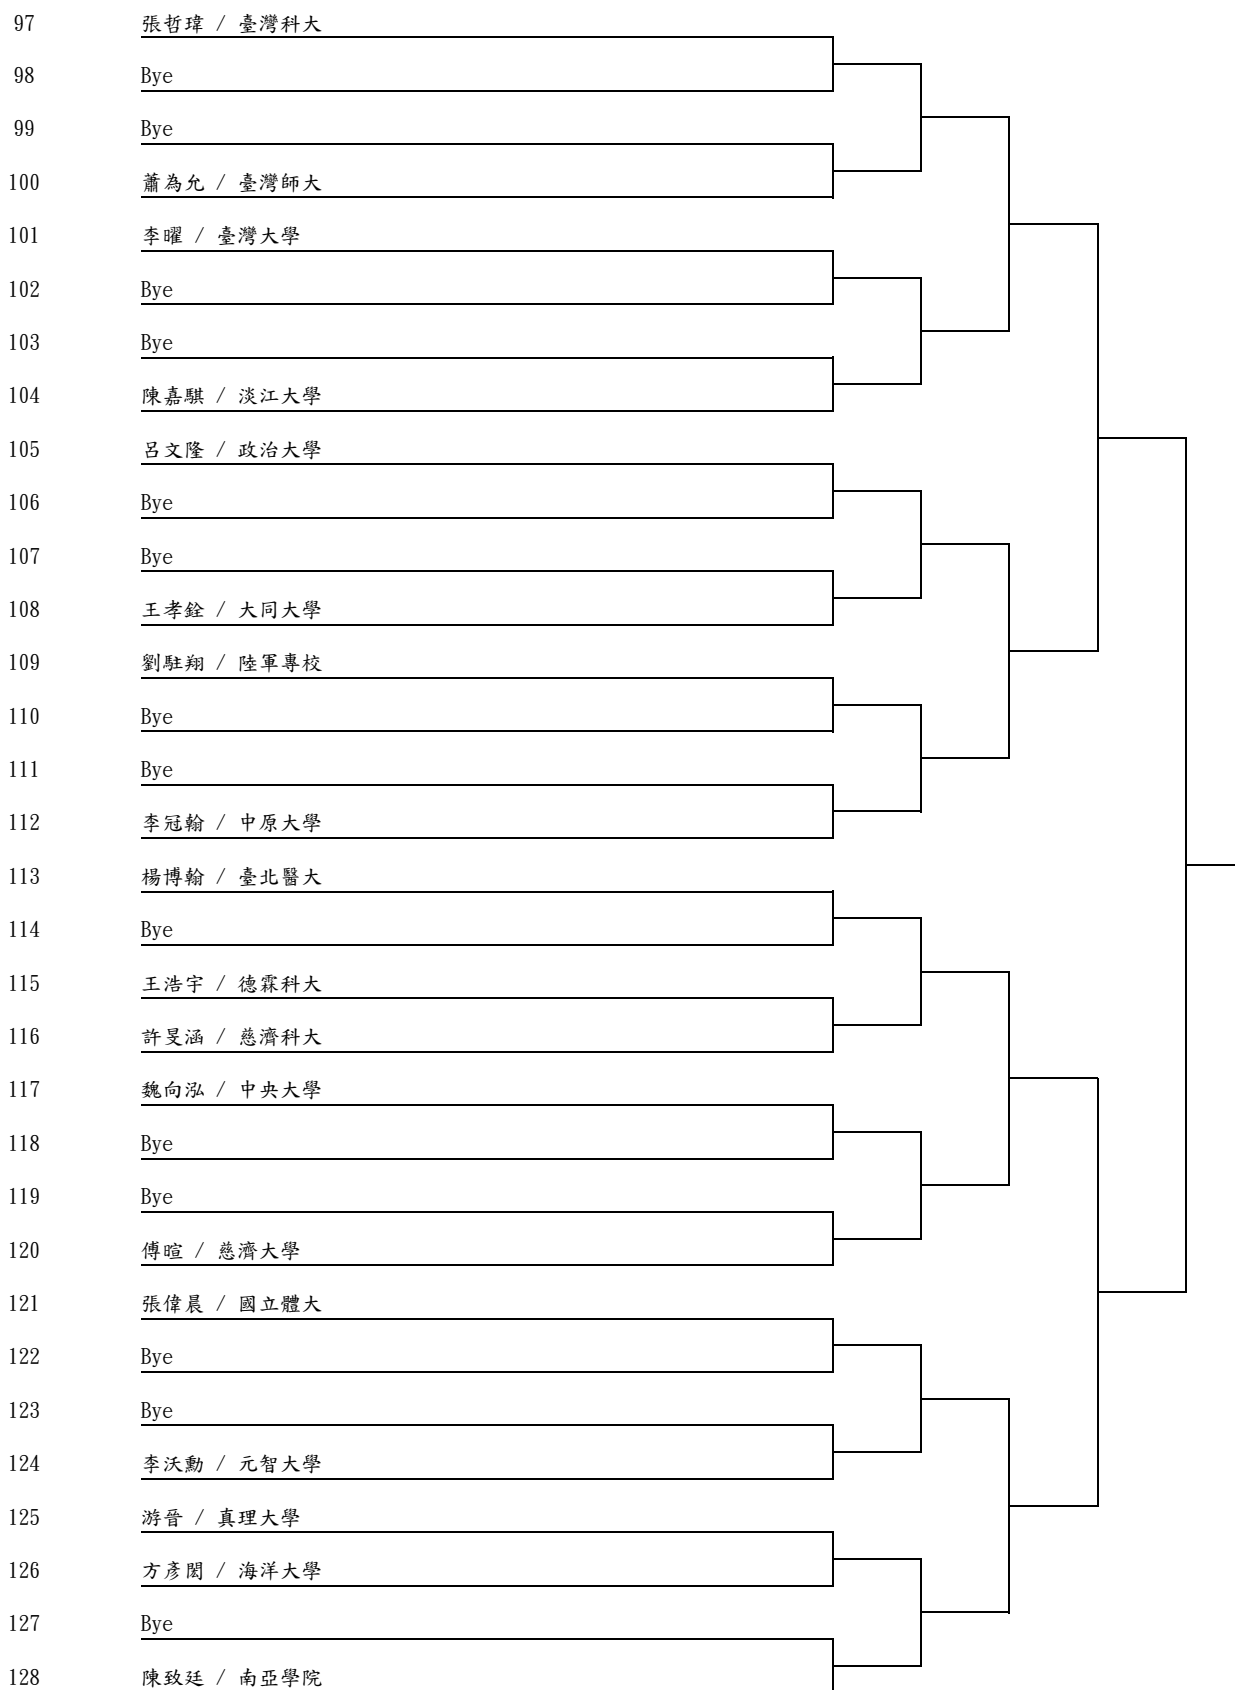 97 張哲瑋 / 臺灣科大
98 Bye
99 Bye
100 蕭為允 / 臺灣師大
101 李曜 / 臺灣大學
102 Bye
103 Bye
104 陳嘉騏 / 淡江大學
105 呂文隆 / 政治大學
106 Bye
107 Bye
108 王孝銓 / 大同大學
109 劉駐翔 / 陸軍專校
110 Bye
111 Bye
112 李冠翰 / 中原大學
113 楊博翰 / 臺北醫大
114 Bye
115 王浩宇 / 德霖科大
116 許旻涵 / 慈濟科大
117 魏向泓 / 中央大學
118 Bye
119 Bye
120 傅暄 / 慈濟大學
121 張偉晨 / 國立體大
122 Bye
123 Bye
124 李沃勳 / 元智大學
125 游晉 / 真理大學
126 方彥閎 / 海洋大學
127 Bye
128 陳致廷 / 南亞學院